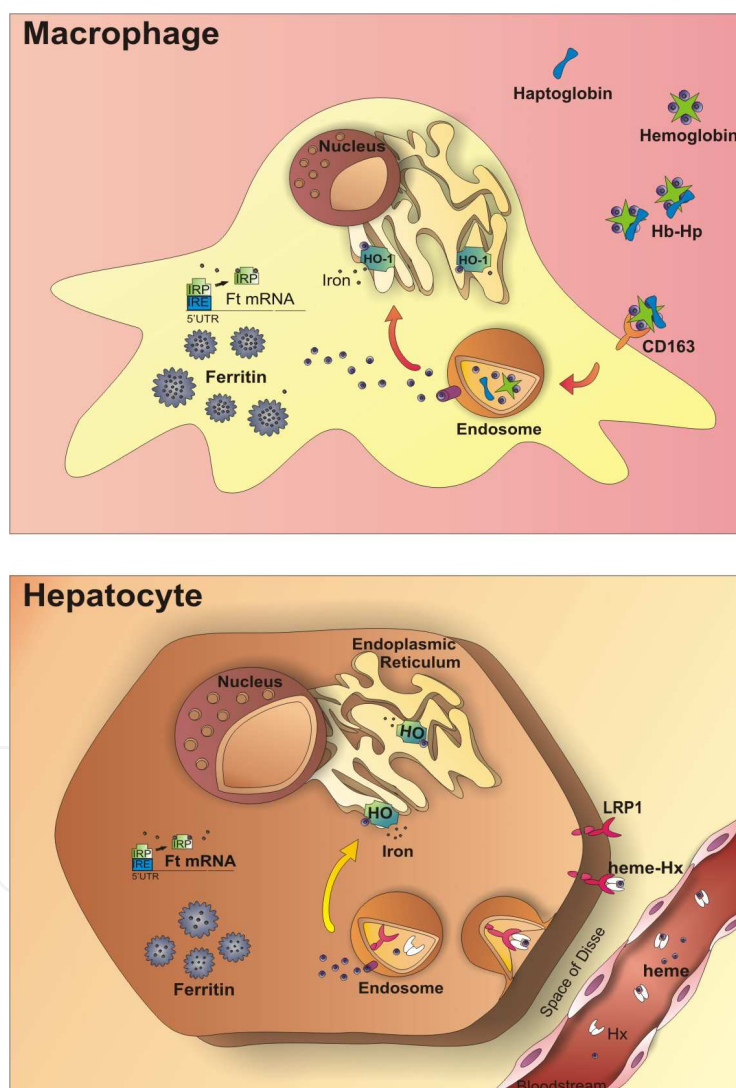 Macrophage
Haptoglobin
Hemoglobin
Nucleus
Hb-Hp
HO-1
HO-1
Iron
IRP
IRP
IRE
Ft mRNA
5'UTR
CD163
Ferritin
Endosome
Hepatocyte
Endoplasmic
Reticulum
Nucleus
HO
LRP1
HO
Iron
IRP
IRP
IRE
Ft mRNA
5'UTR
heme-Hx
Space of Disse
heme
Ferritin
Endosome
Hx
Bloodstream